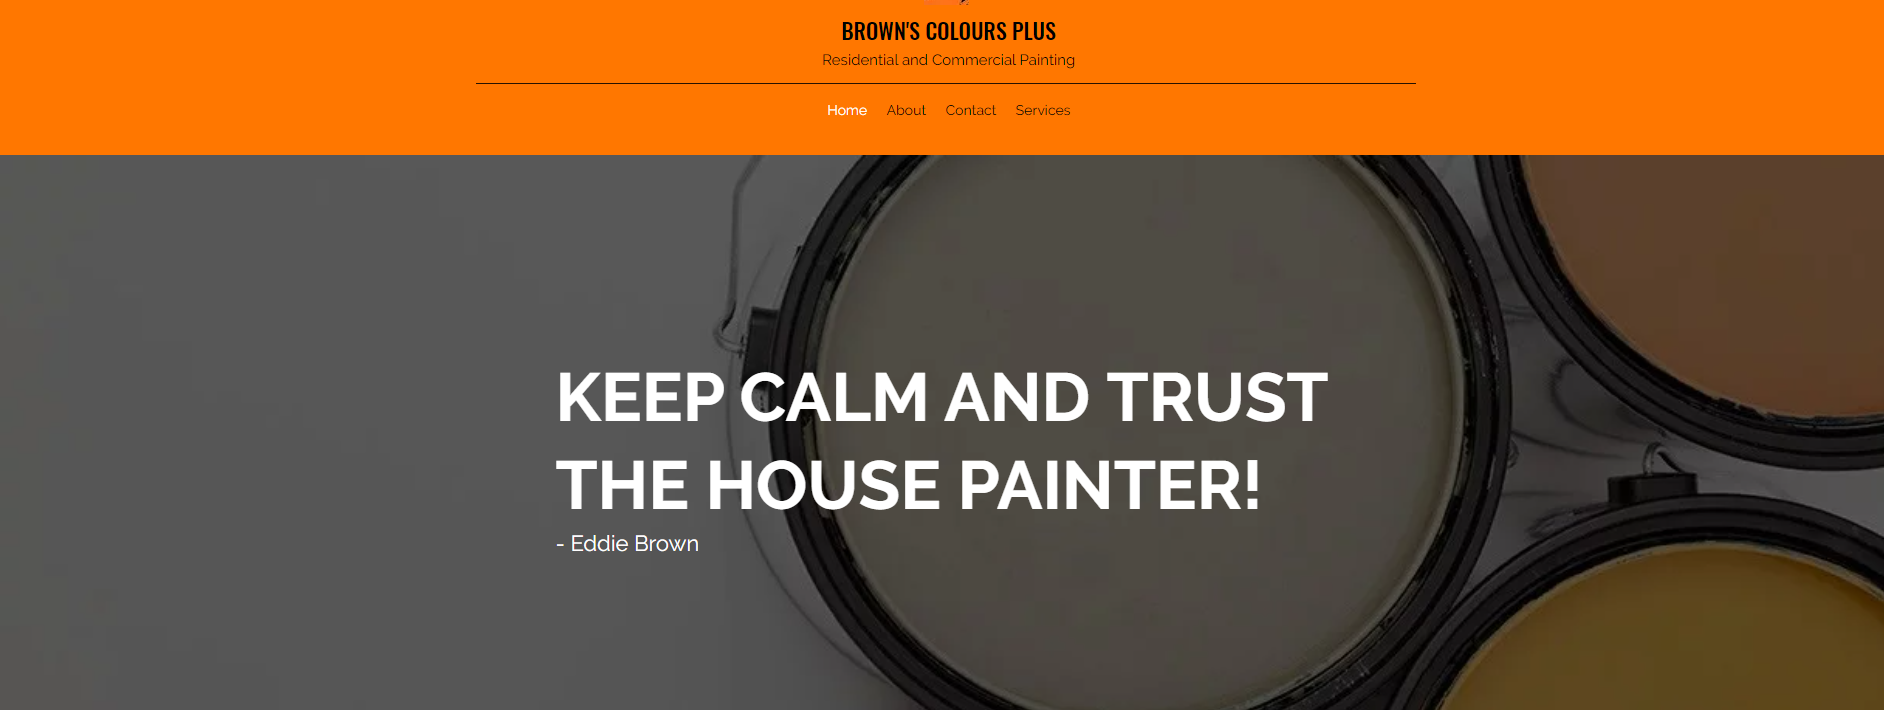 BROWN'S COLOURS PLUS
Residential and Commercial Painting
Home About Contact Services
KEEP CALM AND TRUST
THE HOUSE PAINTER!
- Eddie Brown